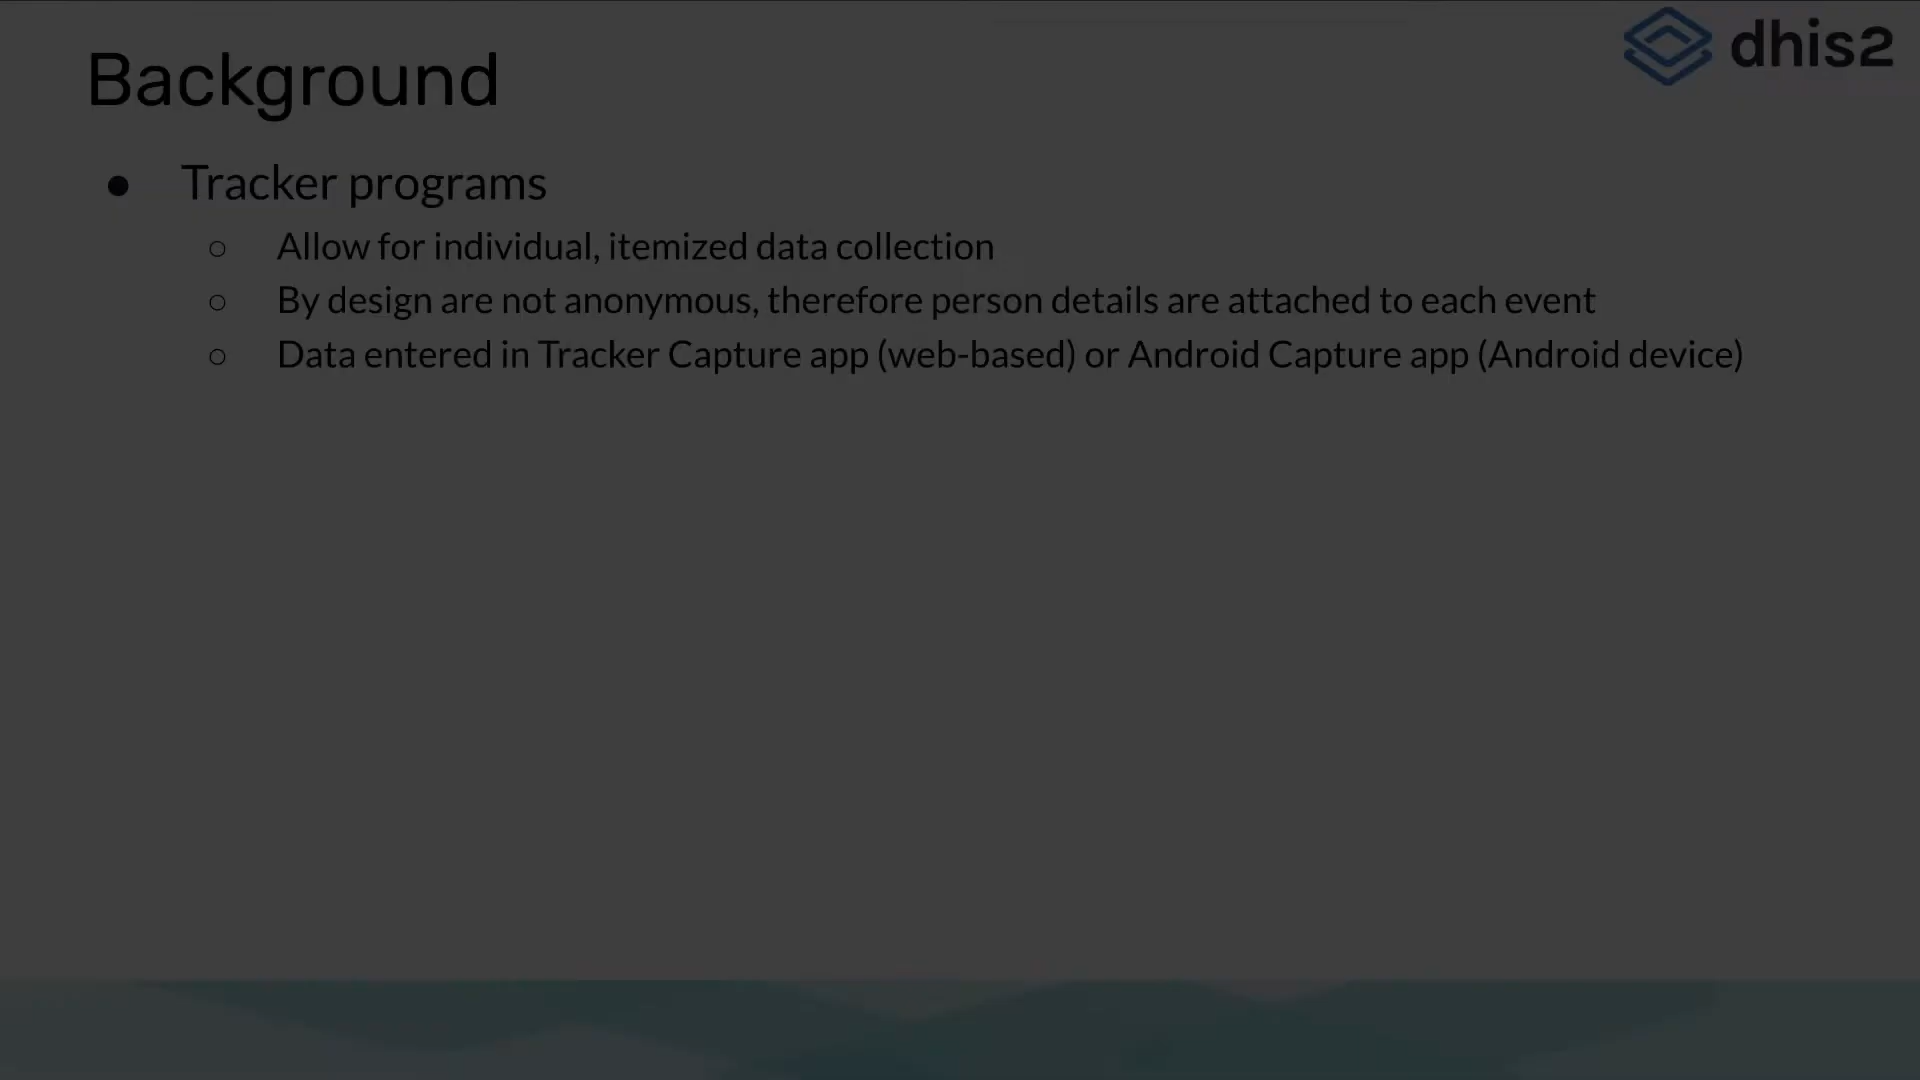 dhis2
Background
● Tracker programs
○ Allow for individual, itemized data collection
○ By design are not anonymous, therefore person details are attached to each event
○ Data entered in Tracker Capture app (web-based) or Android Capture app (Android device)